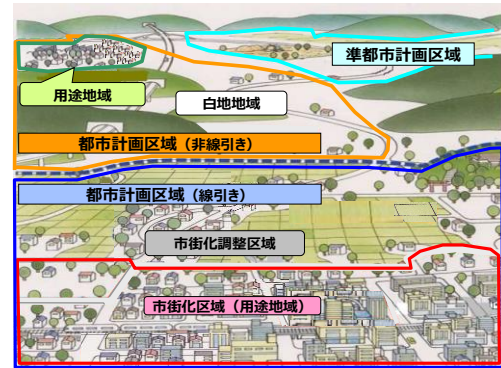 準都市計画区域
用途地域
白地地域
都市計画区域（非線引き）
都市計画区域（線引き）
市街化調整区域
市街化区域（用途地域）